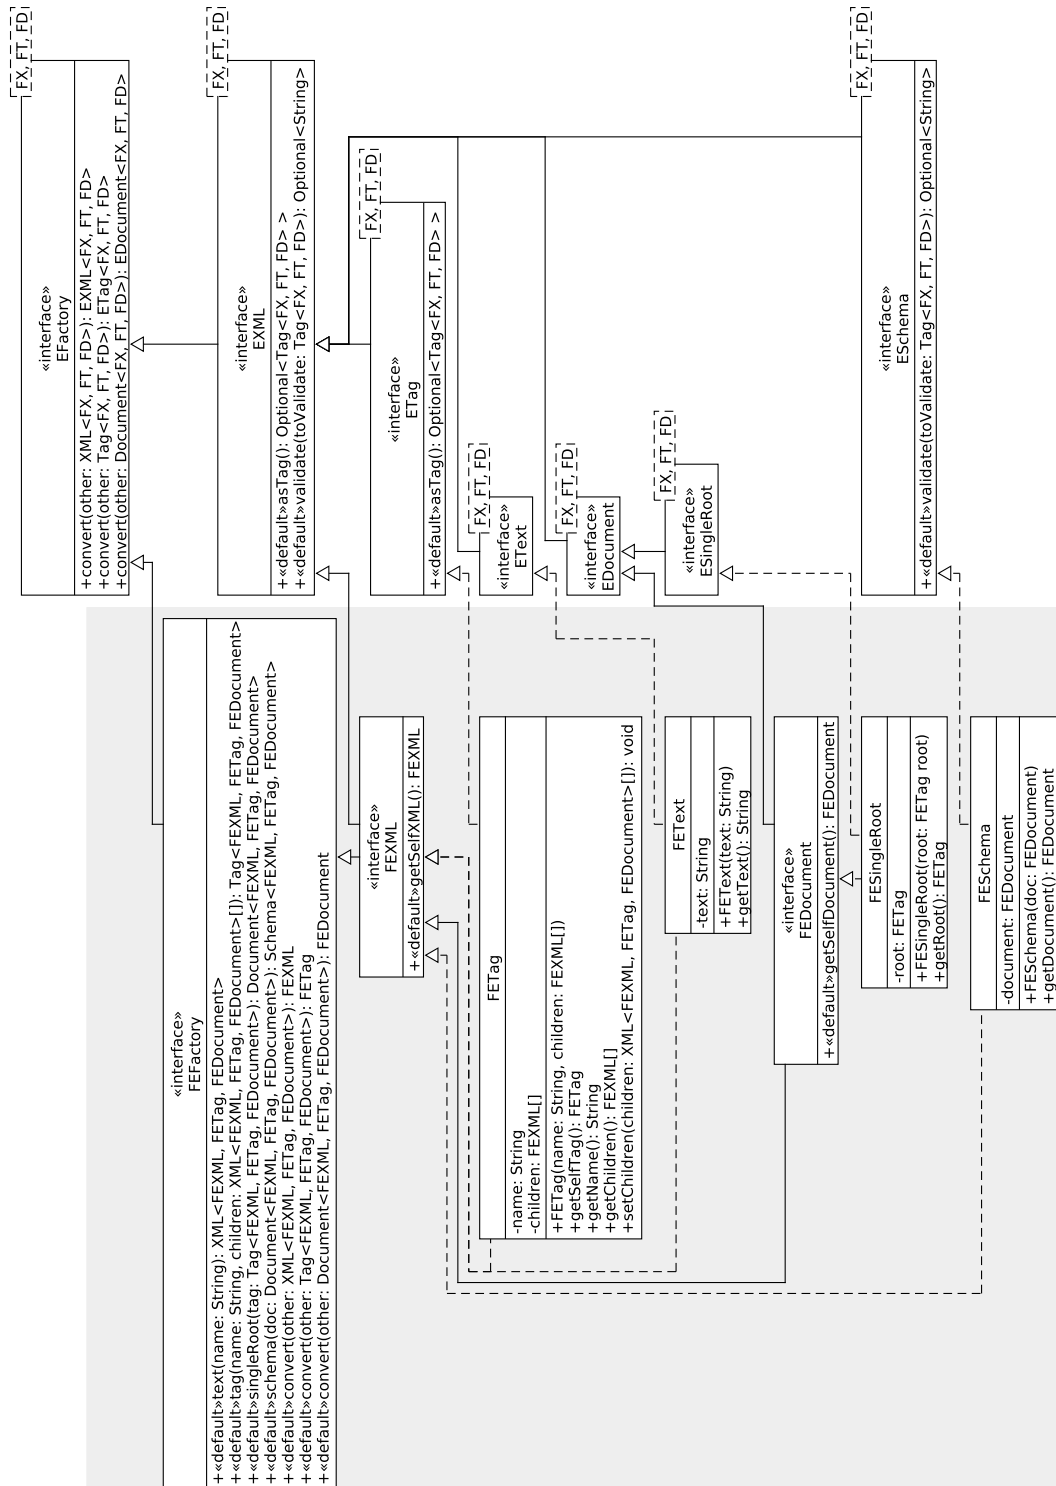 FX, FT, FD
«interface»
EFactory
+convert(other: XML<FX, FT, FD>): EXML<FX, FT, FD>
+convert(other: Tag<FX, FT, FD>): ETag<FX, FT, FD>
+convert(other: Document<FX, FT, FD>): EDocument<FX, FT, FD>
FX, FT, FD
«interface»
EXML
+«default»asTag(): Optional<Tag<FX, FT, FD> >
+«default»validate(toValidate: Tag<FX, FT, FD>): Optional<String>
FX, FT, FD
«interface»
ETag
+«default»asTag(): Optional<Tag<FX, FT, FD> >
FX, FT, FD
«interface»
EText
FX, FT, FD
«interface»
EDocument
FX, FT, FD
«interface»
ESingleRoot
FX, FT, FD
«interface»
ESchema
+«default»validate(toValidate: Tag<FX, FT, FD>): Optional<String>
«interface»
FEFactory
+«default»text(name: String): XML<FEXML, FETag, FEDocument>
+«default»tag(name: String, children: XML<FEXML, FETag, FEDocument>[]): Tag<FEXML, FETag, FEDocument>
+«default»singleRoot(tag: Tag<FEXML, FETag, FEDocument>): Document<FEXML, FETag, FEDocument>
+«default»schema(doc: Document<FEXML, FETag, FEDocument>): Schema<FEXML, FETag, FEDocument>
+«default»convert(other: XML<FEXML, FETag, FEDocument>): FEXML
+«default»convert(other: Tag<FEXML, FETag, FEDocument>): FETag
+«default»convert(other: Document<FEXML, FETag, FEDocument>): FEDocument
«interface»
FEXML
+«default»getSelfXML(): FEXML
FETag
-name: String
-children: FEXML[]
+FETag(name: String, children: FEXML[])
+getSelfTag(): FETag
+getName(): String
+getChildren(): FEXML[]
+setChildren(children: XML<FEXML, FETag, FEDocument>[]): void
FEText
-text: String
+FEText(text: String)
+getText(): String
«interface»
FEDocument
+«default»getSelfDocument(): FEDocument
FESingleRoot
-root: FETag
+FESingleRoot(root: FETag root)
+getRoot(): FETag
FESchema
-document: FEDocument
+FESchema(doc: FEDocument)
+getDocument(): FEDocument